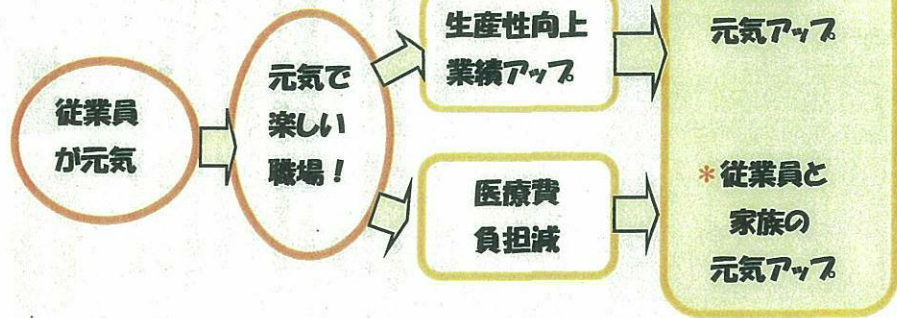 従業員
が元気
元気で
楽しい
職場！
生産性向上
業績アップ
医療費
負担減
元気アップ
*従業員と
家族の
元気アップ